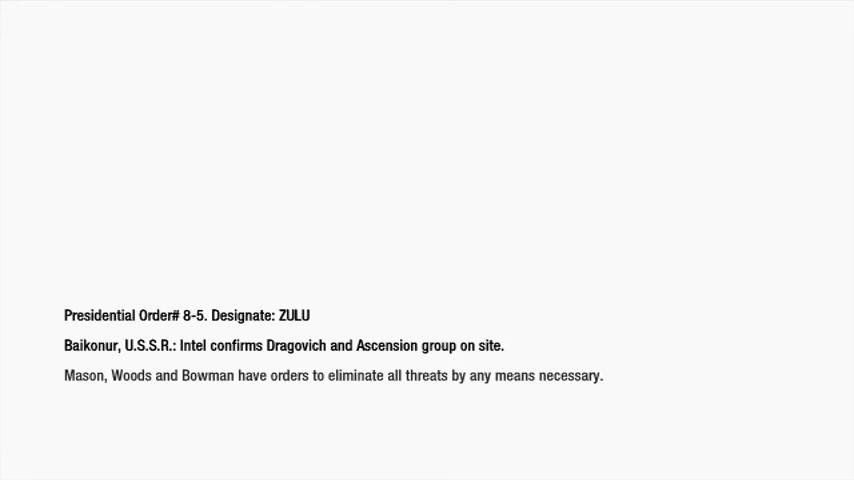 Presidential Order# 8-5. Designate: ZULU
Baikonur, U.S.S.R.: Intel confirms Dragovich and Ascension group on site.
Mason, Woods and Bowman have orders to eliminate all threats by any means necessary.